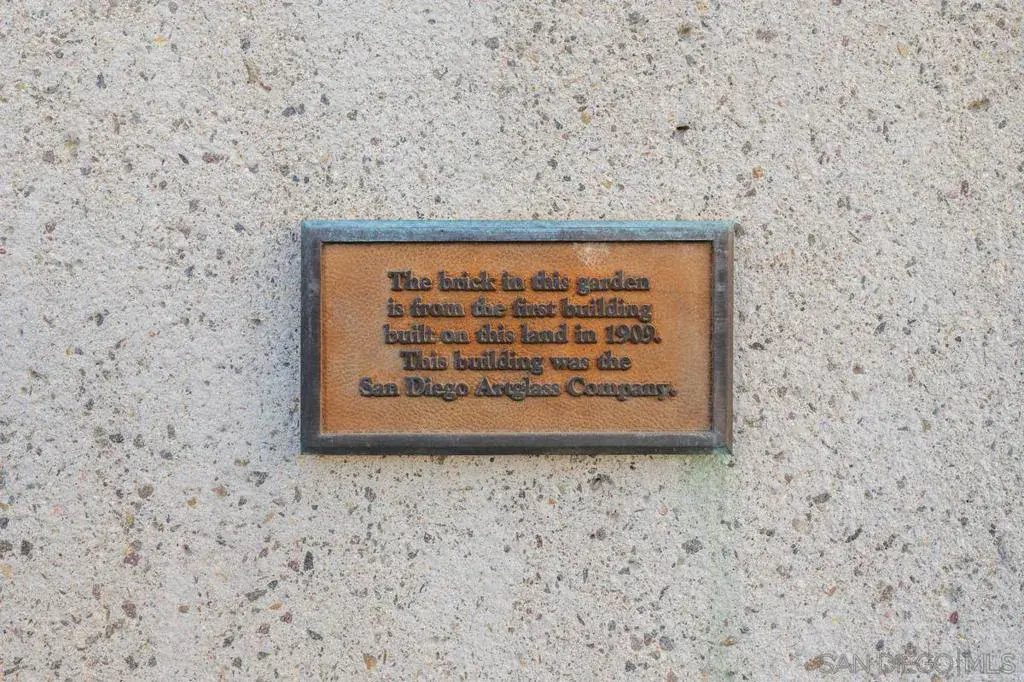 The brick in this garden
is from the first building
built on this land in 1909.
This building was the
San Diego Artglass Company.
SAN DIEGO MLS